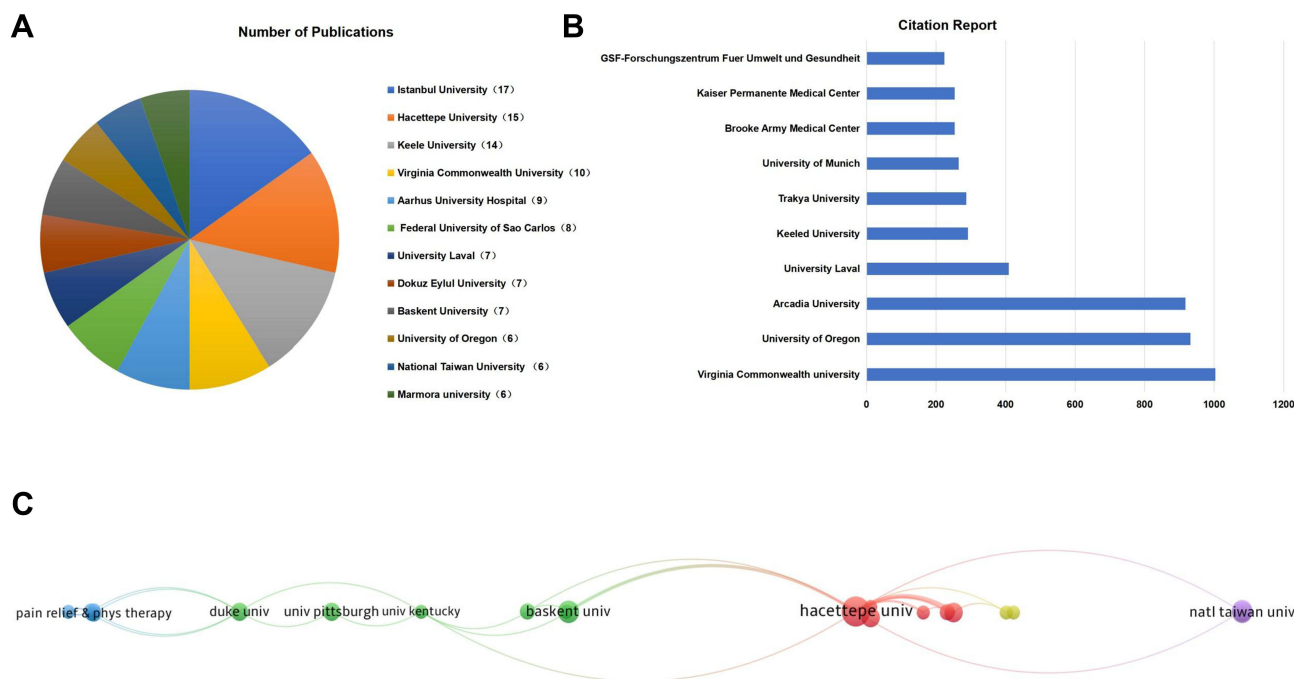 A
Number of Publications
Istanbul University（17）
Hacettepe University（15）
Keele University（14）
Virginia Commonwealth University（10）
Aarhus University Hospital（9）
Federal University of Sao Carlos（8）
University Laval（7）
Dokuz Eylul University（7）
Baskent University（7）
University of Oregon（6）
National Taiwan University （6）
Marmora university（6）
B
Citation Report
GSF-Forschungszentrum Fuer Umwelt und Gesundheit
Kaiser Permanente Medical Center
Brooke Army Medical Center
University of Munich
Trakya University
Keeled University
University Laval
Arcadia University
University of Oregon
Virginia Commonwealth university
0 200 400 600 800 1000 1200
C
pain relief & phys therapy duke univ univ pittsburgh univ kentucky baskent univ hacettepe univ natl taiwan univ